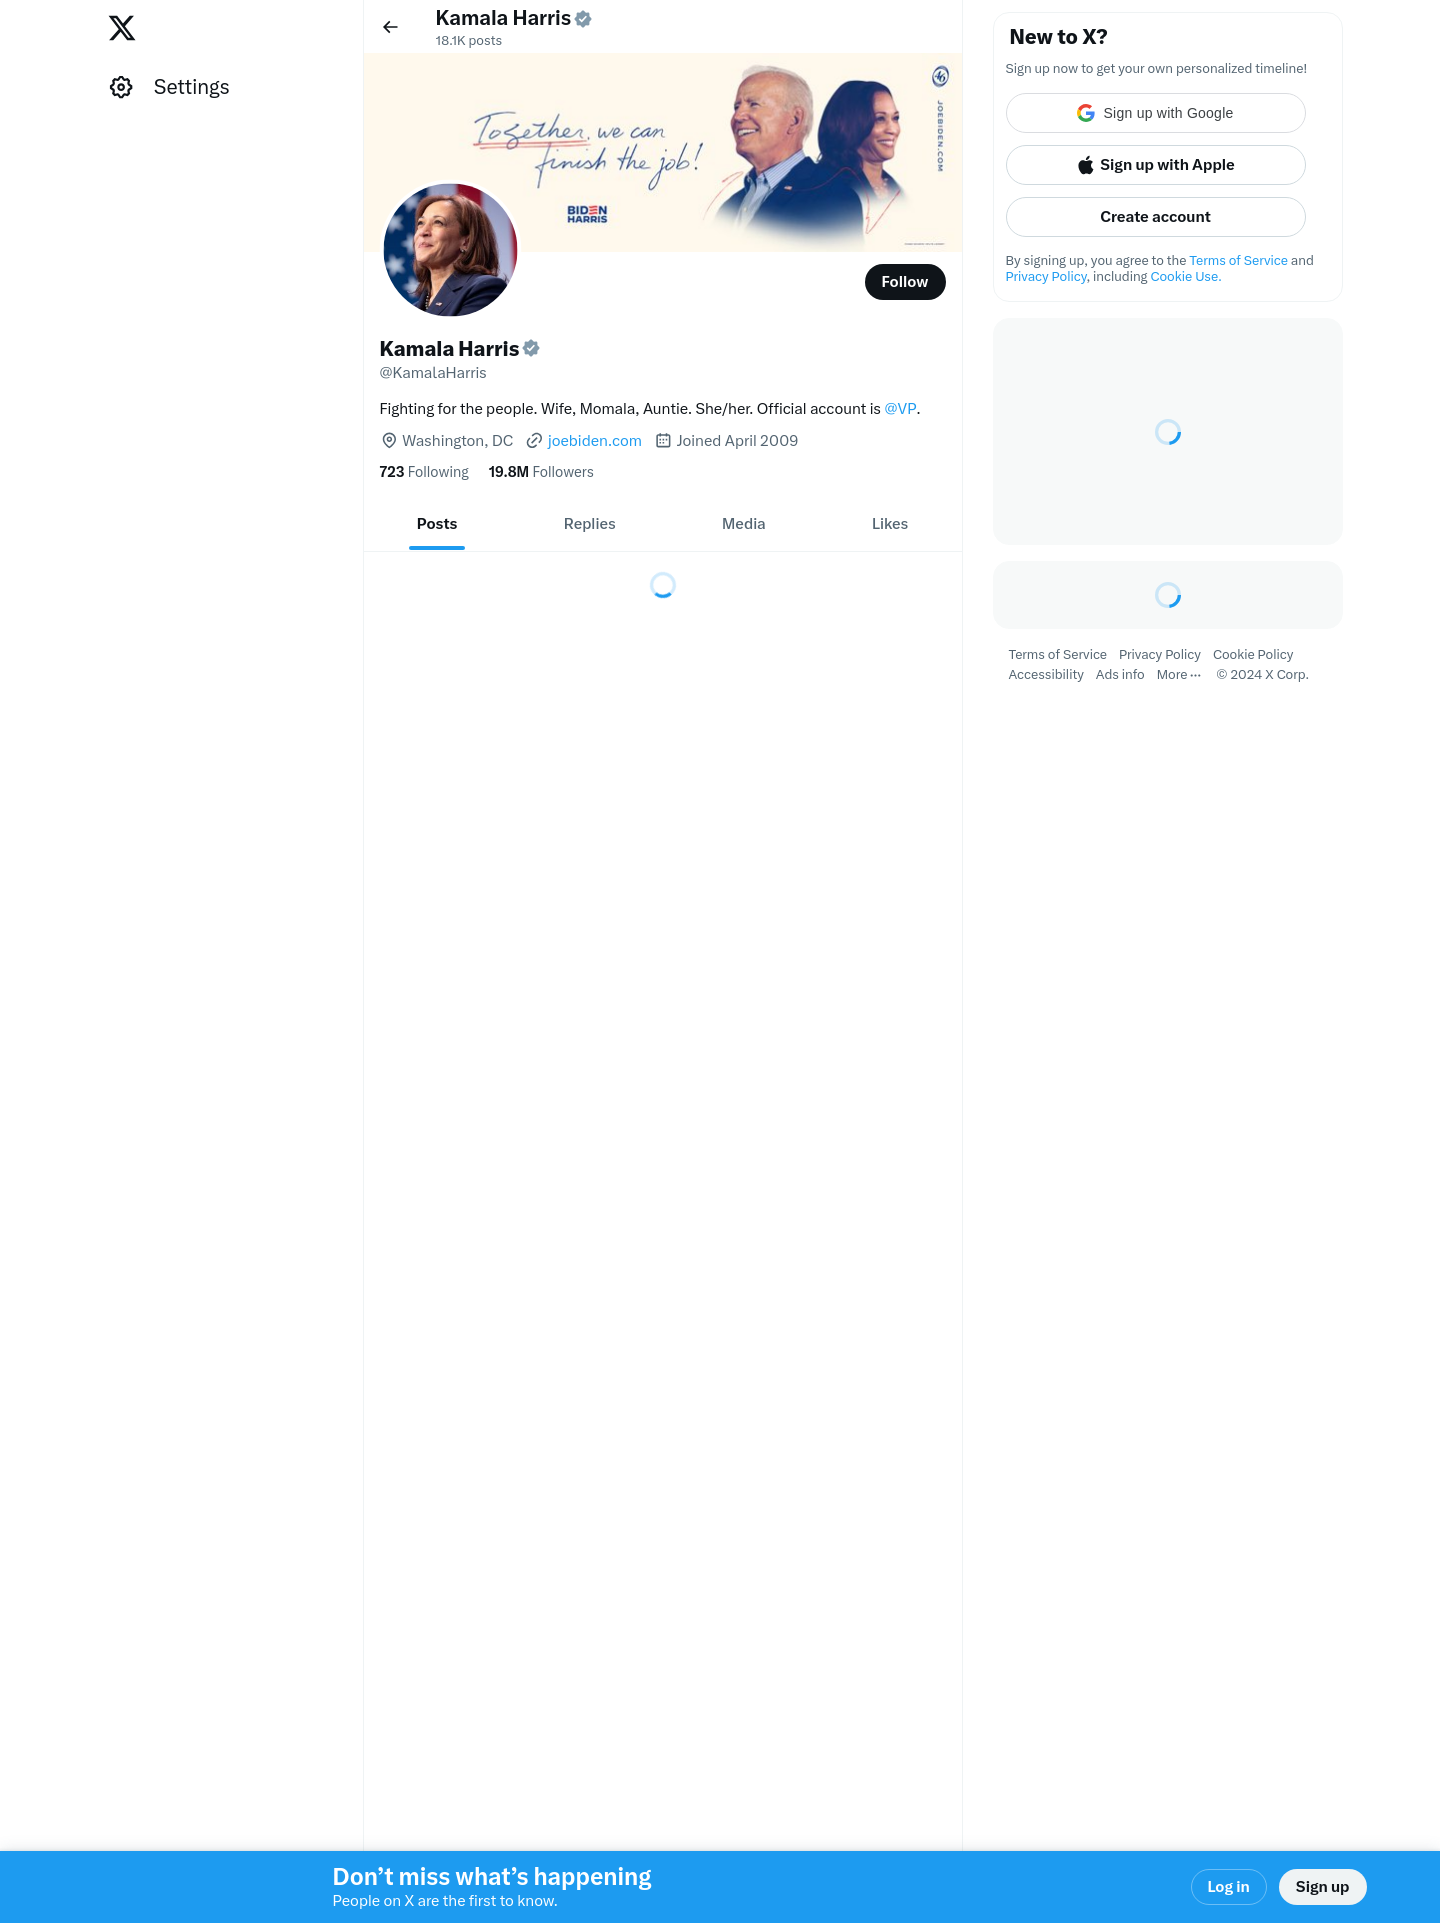 Settings
Kamala Harris
18.1K posts
Together, we can
finish the job!
BIDEN
HARRIS
46
JOEBIDEN.COM
Follow
Kamala Harris
@KamalaHarris
Fighting for the people. Wife, Momala, Auntie. She/her. Official account is @VP.
Washington, DC joebiden.com Joined April 2009
723 Following 19.8M Followers
Posts Replies Media Likes
New to X?
Sign up now to get your own personalized timeline!
Sign up with Google
Sign up with Apple
Create account
By signing up, you agree to the Terms of Service and
Privacy Policy, including Cookie Use.
Terms of Service Privacy Policy Cookie Policy
Accessibility Ads info More ··· © 2024 X Corp.
Don’t miss what’s happening
People on X are the first to know.
Log in Sign up